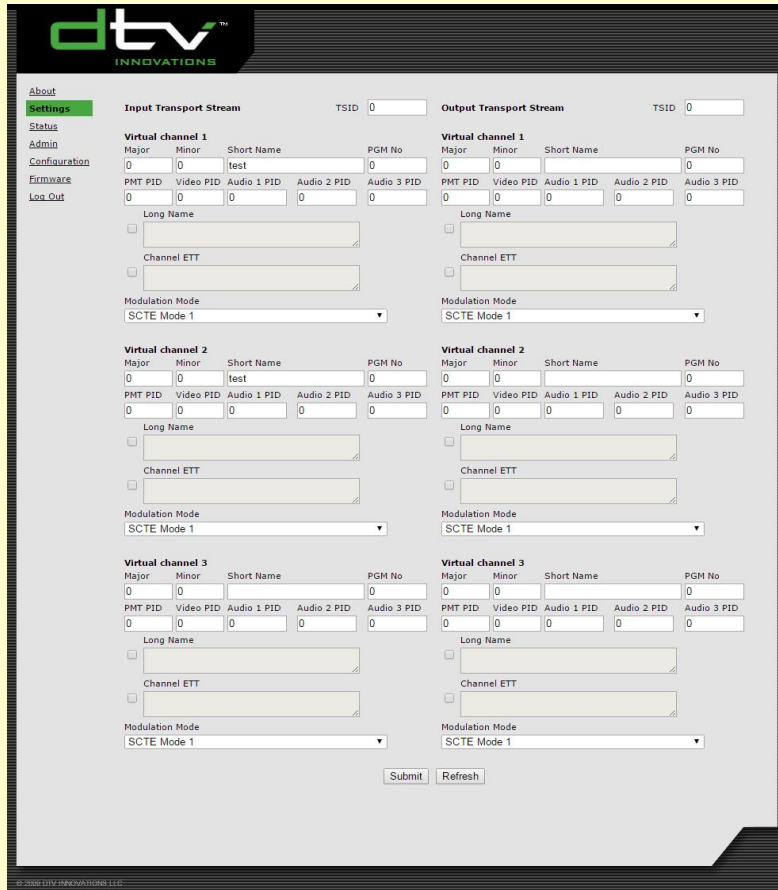 dtv™
INNOVATIONS
About
Settings
Status
Admin
Configuration
Firmware
Log Out
Input Transport Stream TSID 0
Virtual channel 1
Major Minor Short Name PGM No
0 0 test 0
PMT PID Video PID Audio 1 PID Audio 2 PID Audio 3 PID
0 0 0 0 0
Long Name
Channel ETT
Modulation Mode
SCTE Mode 1
Virtual channel 2
Major Minor Short Name PGM No
0 0 test 0
PMT PID Video PID Audio 1 PID Audio 2 PID Audio 3 PID
0 0 0 0 0
Long Name
Channel ETT
Modulation Mode
SCTE Mode 1
Virtual channel 3
Major Minor Short Name PGM No
0 0 0
PMT PID Video PID Audio 1 PID Audio 2 PID Audio 3 PID
0 0 0 0 0
Long Name
Channel ETT
Modulation Mode
SCTE Mode 1
Output Transport Stream TSID 0
Virtual channel 1
Major Minor Short Name PGM No
0 0 0
PMT PID Video PID Audio 1 PID Audio 2 PID Audio 3 PID
0 0 0 0 0
Long Name
Channel ETT
Modulation Mode
SCTE Mode 1
Virtual channel 2
Major Minor Short Name PGM No
0 0 0
PMT PID Video PID Audio 1 PID Audio 2 PID Audio 3 PID
0 0 0 0 0
Long Name
Channel ETT
Modulation Mode
SCTE Mode 1
Virtual channel 3
Major Minor Short Name PGM No
0 0 0
PMT PID Video PID Audio 1 PID Audio 2 PID Audio 3 PID
0 0 0 0 0
Long Name
Channel ETT
Modulation Mode
SCTE Mode 1
Submit Refresh
© 2009 DTV INNOVATIONS LLC